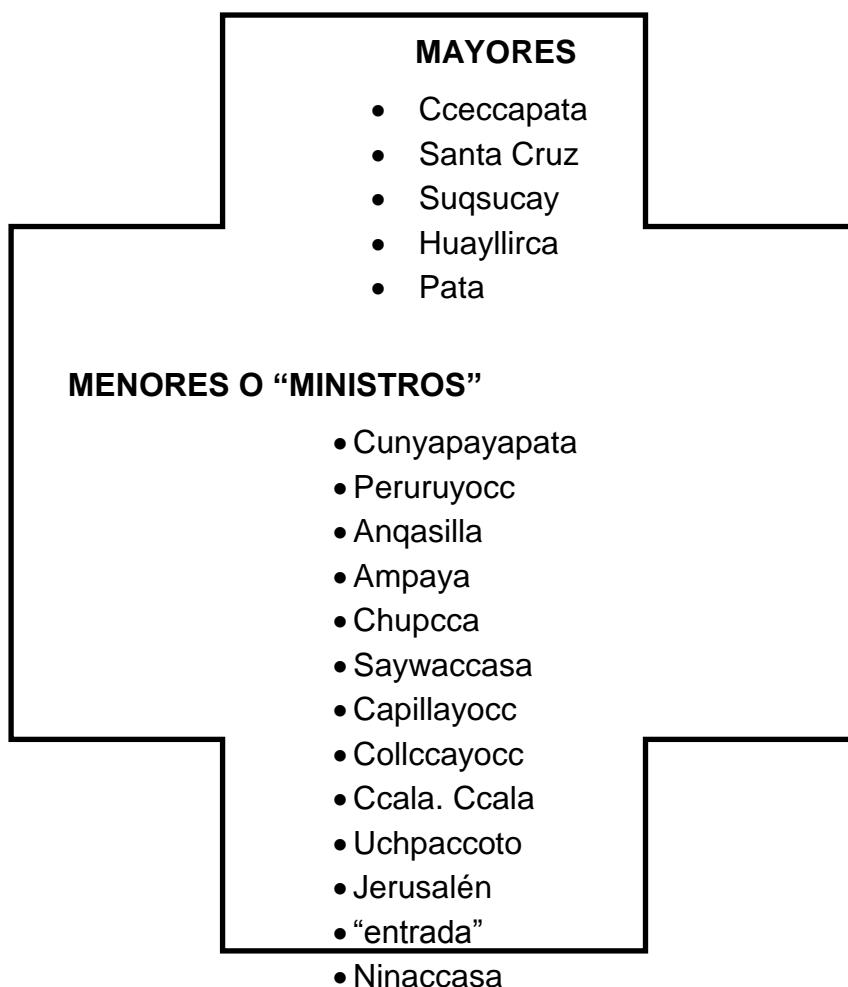 MAYORES
• Cceccapata
• Santa Cruz
• Suqsucay
• Huayllirca
• Pata
MENORES O “MINISTROS”
• Cunyapayapata
• Peruruyocc
• Anqasilla
• Ampaya
• Chupcca
• Saywaccasa
• Capillayocc
• Collccayocc
• Ccala. Ccala
• Uchpaccoto
• Jerusalén
• “entrada”
• Ninaccasa